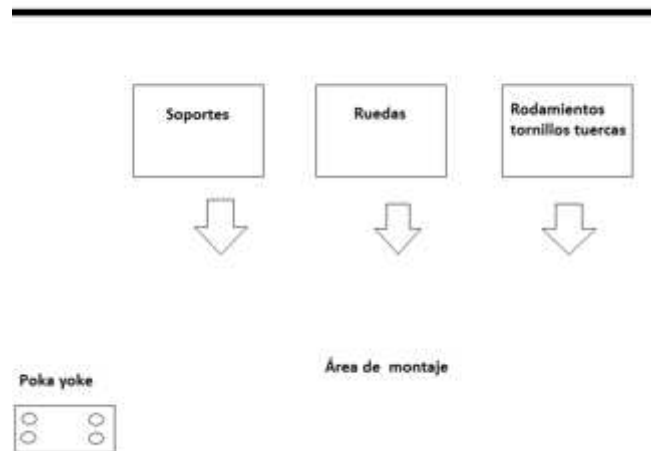 Soportes
Ruedas
Rodamientos
tornillos tuercas
Área de montaje
Poka yoke